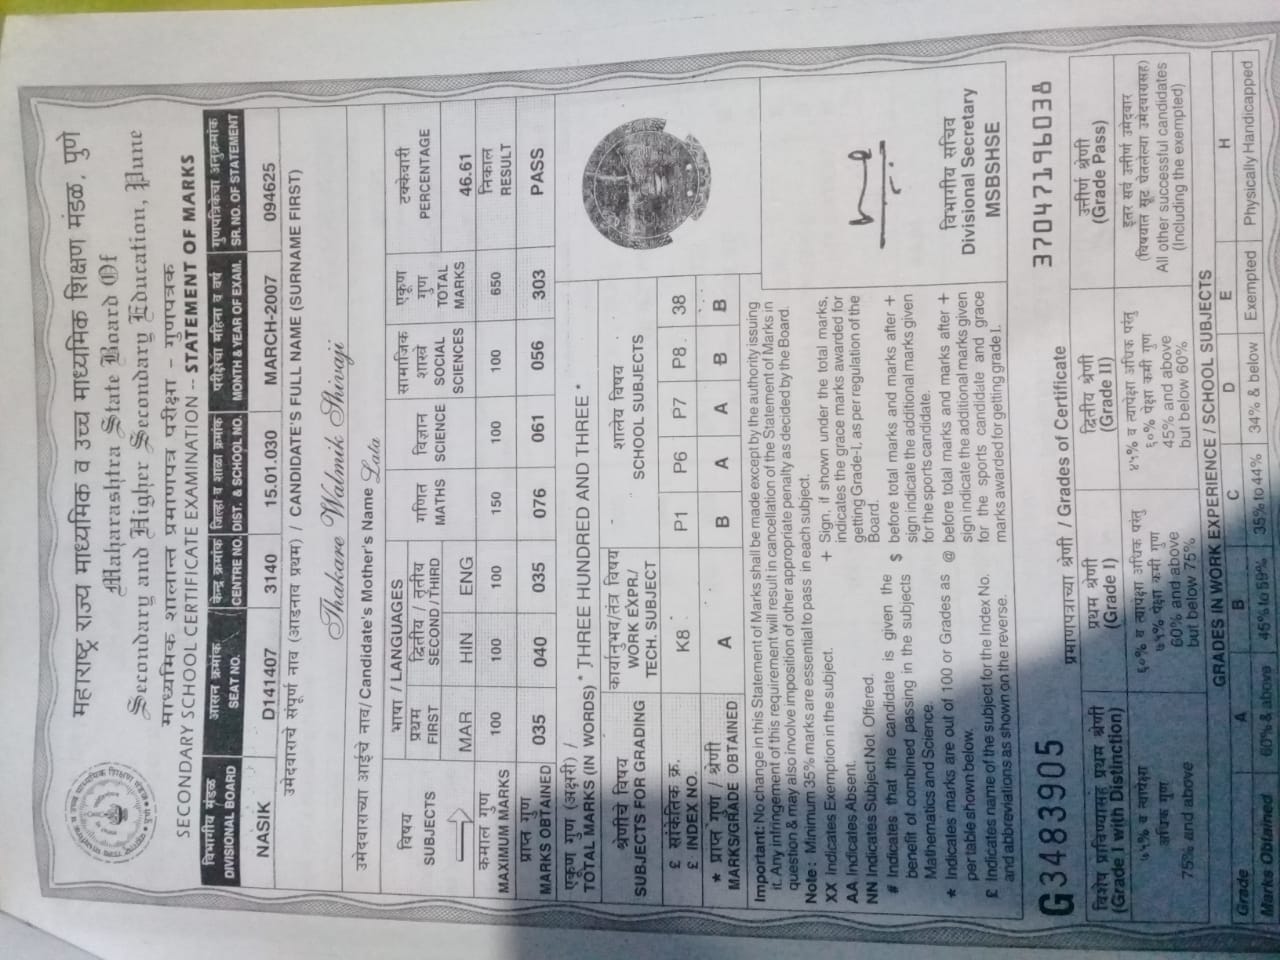 महाराष्ट्र राज्य माध्यमिक व उच्च माध्यमिक शिक्षण मंडळ, पुणे
Maharashtra State Board Of
Secondary and Higher Secondary Education, Pune
माध्यमिक शालान्त प्रमाणपत्र परीक्षा - गुणपत्रक
SECONDARY SCHOOL CERTIFICATE EXAMINATION -- STATEMENT OF MARKS
विभागीय मंडळ आसन क्रमांक केन्द्र क्रमांक जिल्हा व शाळा क्रमांक परीक्षेचा महिना व वर्ष गुणपत्रिकेचा अनुक्रमांक
DIVISIONAL BOARD SEAT NO. CENTRE NO. DIST. & SCHOOL NO. MONTH & YEAR OF EXAM. SR. NO. OF STATEMENT
NASIK D141407 3140 15.01.030 MARCH-2007 094625
उमेदवाराचे संपूर्ण नाव (आडनाव प्रथम) / CANDIDATE'S FULL NAME (SURNAME FIRST)
Thakare Walmik Shivaji
उमेदवाराच्या आईचे नाव/ Candidate's Mother's Name Lata
विषय
SUBJECTS
भाषा / LANGUAGES
प्रथम
FIRST
द्वितीय / तृतीय
SECOND / THIRD
गणित
MATHS
विज्ञान
SCIENCE
सामाजिक
शास्त्रे
SOCIAL
SCIENCES
एकूण
गुण
TOTAL
MARKS
टक्केवारी
PERCENTAGE
MAR HIN ENG 46.61
कमाल गुण
MAXIMUM MARKS 100 100 100 150 100 100 650
निकाल
RESULT
प्राप्त गुण
MARKS OBTAINED 035 040 035 076 061 056 303 PASS
एकूण गुण (अक्षरी) /
TOTAL MARKS (IN WORDS) * THREE HUNDRED AND THREE *
श्रेणीचे विषय
SUBJECTS FOR GRADING
कार्यानुभव/तंत्र विषय
WORK EXPR./
TECH. SUBJECT
शालेय विषय
SCHOOL SUBJECTS
£ सांकेतिक क्र.
£ INDEX NO. K8 P1 P6 P7 P8 38
* प्राप्त गुण / श्रेणी
MARKS/GRADE OBTAINED A B A A B B
Important: No change in this Statement of Marks shall be made except by the authority issuing
it. Any infringement of this requirement will result in cancellation of the Statement of Marks in
question & may also involve imposition of other appropriate penalty as decided by the Board.
Note : Minimum 35% marks are essential to pass in each subject.
XX Indicates Exemption in the subject.
AA Indicates Absent.
NN Indicates Subject Not Offered.
# Indicates that the candidate is given the
benefit of combined passing in the subjects
Mathematics and Science.
* Indicates marks are out of 100 or Grades as
per table shown below.
£ Indicates name of the subject for the Index No.
and abbreviations as shown on the reverse.
+ Sign, if shown under the total marks,
indicates the grace marks awarded for
getting Grade-I, as per regulation of the
Board.
$ before total marks and marks after +
sign indicate the additional marks given
for the sports candidate.
@ before total marks and marks after +
sign indicate the additional marks given
for the sports candidate and grace
marks awarded for getting grade I.
विभागीय सचिव
Divisional Secretary
MSBSHSE
G3483905
37047196038
प्रमाणपत्राच्या श्रेणी / Grades of Certificate
विशेष प्राविण्यासह प्रथम श्रेणी
(Grade I with Distinction)
प्रथम श्रेणी
(Grade I)
द्वितीय श्रेणी
(Grade II)
उत्तीर्ण श्रेणी
(Grade Pass)
७५% व त्यापेक्षा
अधिक गुण
75% and above
६०% व त्यापेक्षा अधिक परंतु
७५% पेक्षा कमी गुण
60% and above
but below 75%
४५% व त्यापेक्षा अधिक परंतु
६०% पेक्षा कमी गुण
45% and above
but below 60%
इतर सर्व उत्तीर्ण उमेदवार
(विषयात सूट घेतलेल्या उमेदवारासह)
All other successful candidates
(Including the exempted)
GRADES IN WORK EXPERIENCE / SCHOOL SUBJECTS
Grade A B C D E H
Marks Obtained 60% & above 45% to 59% 35% to 44% 34% & below Exempted Physically Handicapped